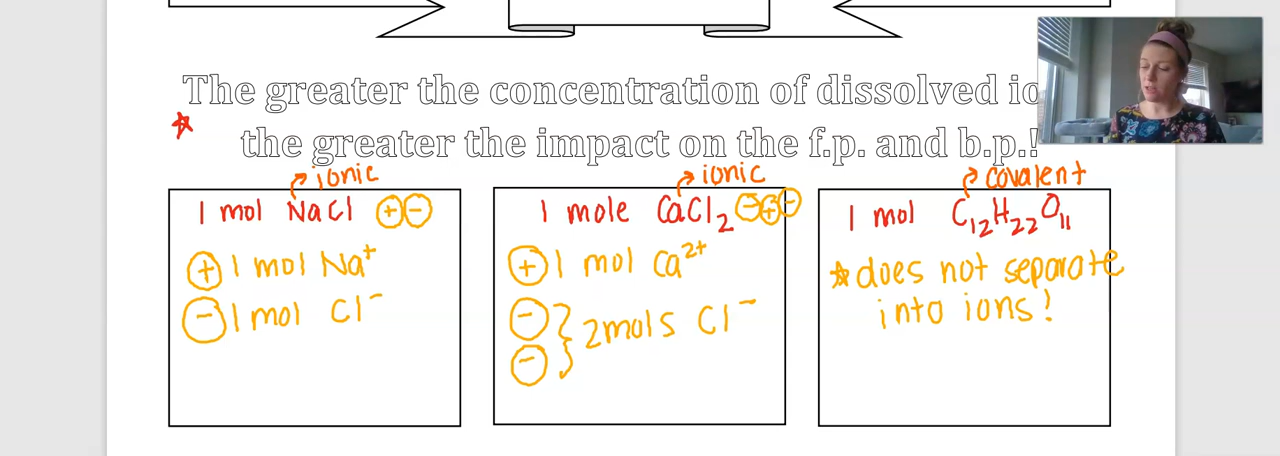 The greater the concentration of dissolved io
the greater the impact on the f.p. and b.p.!
ionic
1 mol NaCl + -
+ 1 mol Na⁺
- 1 mol Cl⁻
ionic
1 mole CaCl₂ - + -
+ 1 mol Ca²⁺
- } 2 mols Cl⁻
-
covalent
1 mol C₁₂H₂₂O₁₁
☆ does not separate
into ions!